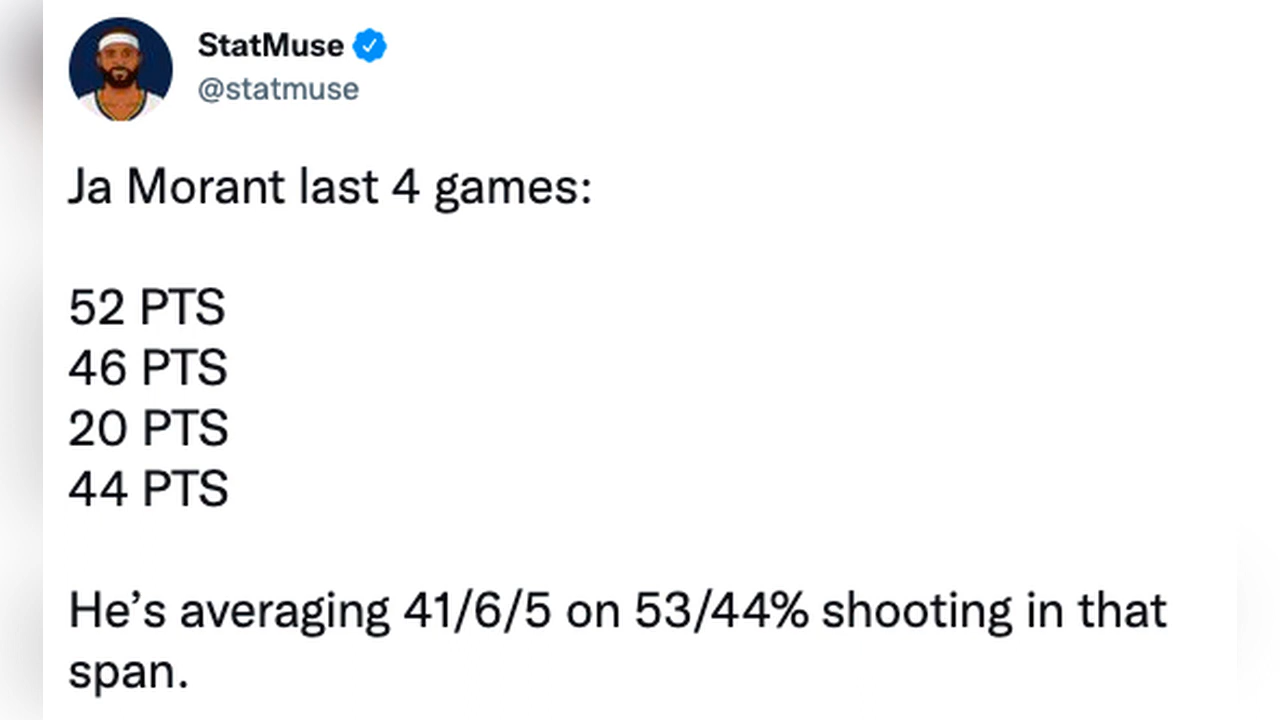 StatMuse
@statmuse
Ja Morant last 4 games:
52 PTS
46 PTS
20 PTS
44 PTS
He’s averaging 41/6/5 on 53/44% shooting in that
span.